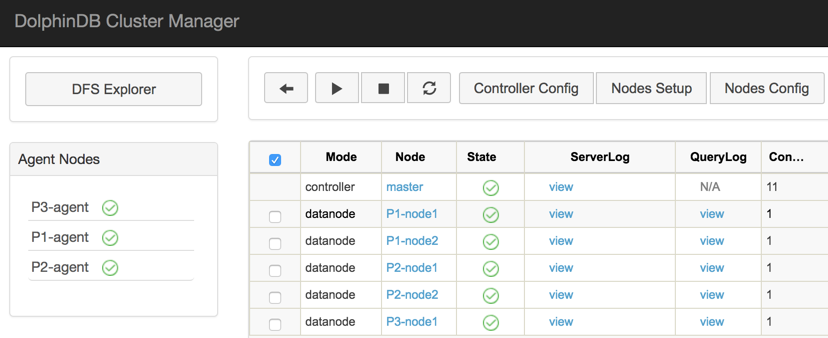 DolphinDB Cluster Manager
DFS Explorer
Controller Config Nodes Setup Nodes Config
Agent Nodes
P3-agent
P1-agent
P2-agent
Mode Node State ServerLog QueryLog Con...
controller master view N/A 11
datanode P1-node1 view view 1
datanode P1-node2 view view 1
datanode P2-node1 view view 1
datanode P2-node2 view view 1
datanode P3-node1 view view 1